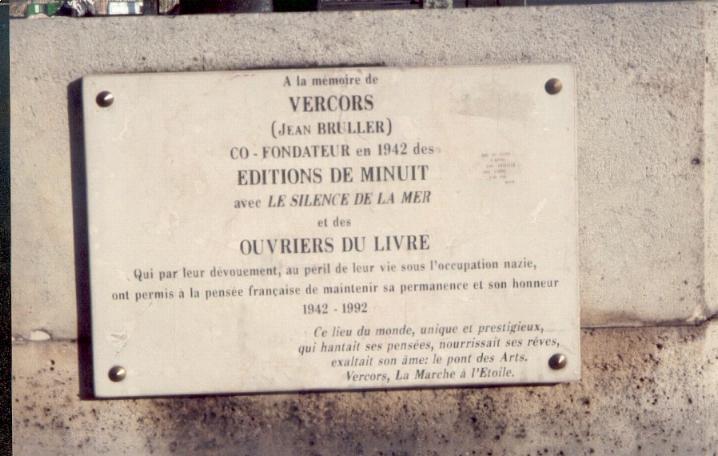 A la mémoire de
VERCORS
(JEAN BRULLER)
CO - FONDATEUR en 1942 des
EDITIONS DE MINUIT
avec LE SILENCE DE LA MER
et des
OUVRIERS DU LIVRE
Qui par leur dévouement, au péril de leur vie sous l'occupation nazie,
ont permis à la pensée française de maintenir sa permanence et son honneur
1942 - 1992
Ce lieu du monde, unique et prestigieux,
qui hantait ses pensées, nourrissait ses rêves,
exaltait son âme: le pont des Arts.
Vercors, La Marche à l'Etoile.